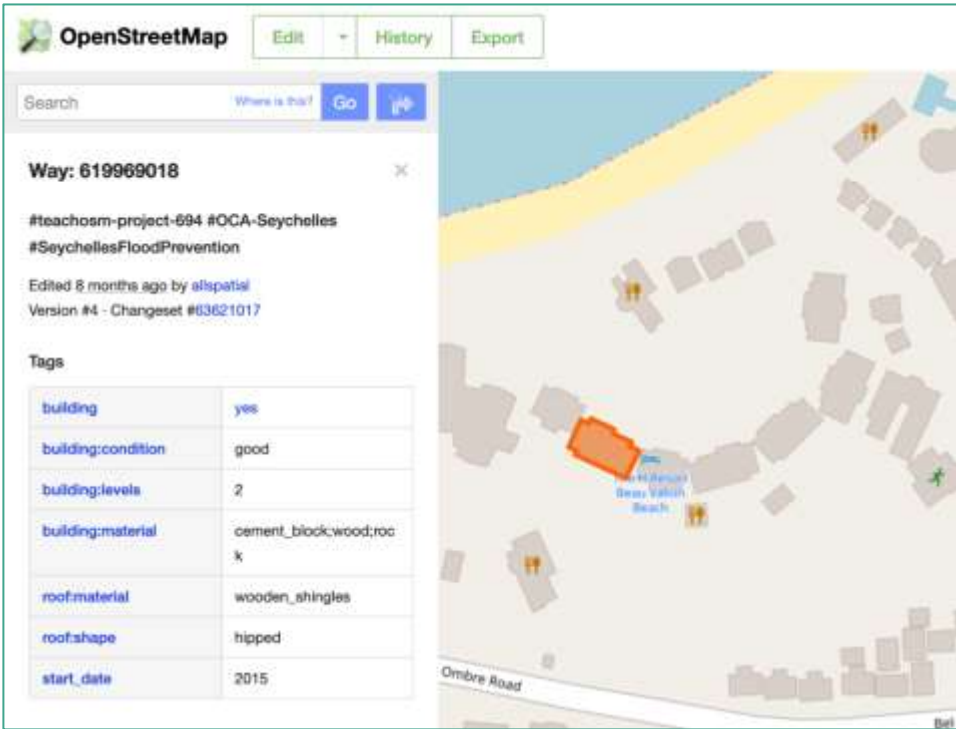 OpenStreetMap
Edit
History
Export
Search
Where is this?
Go
Way: 619969018
#teachosm-project-694 #OCA-Seychelles
#SeychellesFloodPrevention
Edited 8 months ago by allspatial
Version #4 · Changeset #63621017
Tags
building yes
building:condition good
building:levels 2
building:material cement_block;wood;roc
k
roof:material wooden_shingles
roof:shape hipped
start_date 2015
Beau Vallon
Beach
Ombre Road
Bel